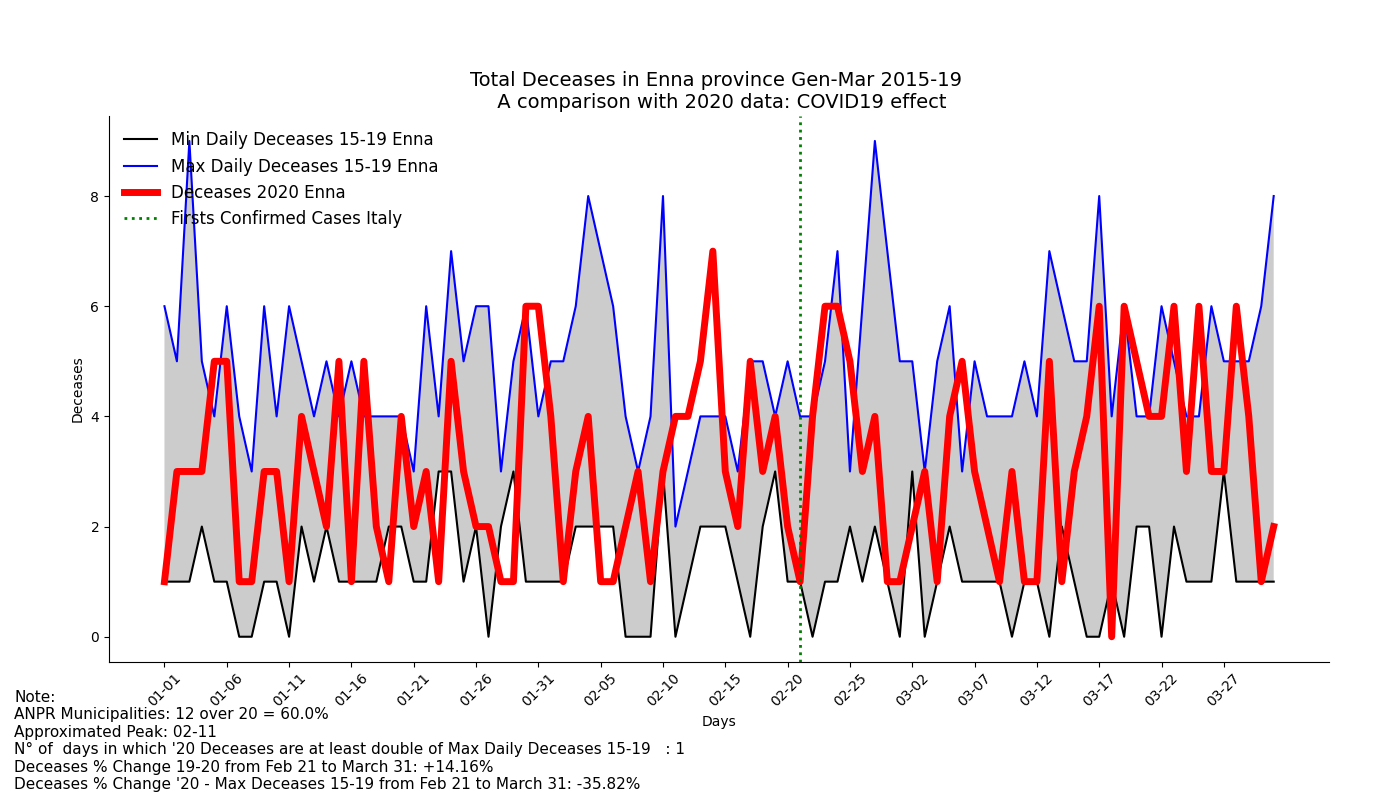 Total Deceases in Enna province Gen-Mar 2015-19
A comparison with 2020 data: COVID19 effect
Min Daily Deceases 15-19 Enna
Max Daily Deceases 15-19 Enna
Deceases 2020 Enna
Firsts Confirmed Cases Italy
Deceases
8
6
4
2
0
01-01 01-06 01-11 01-16 01-21 01-26 01-31 02-05 02-10 02-15 02-20 02-25 03-02 03-07 03-12 03-17 03-22 03-27
Days
Note:
ANPR Municipalities: 12 over 20 = 60.0%
Approximated Peak: 02-11
N° of  days in which '20 Deceases are at least double of Max Daily Deceases 15-19   : 1
Deceases % Change 19-20 from Feb 21 to March 31: +14.16%
Deceases % Change '20 - Max Deceases 15-19 from Feb 21 to March 31: -35.82%